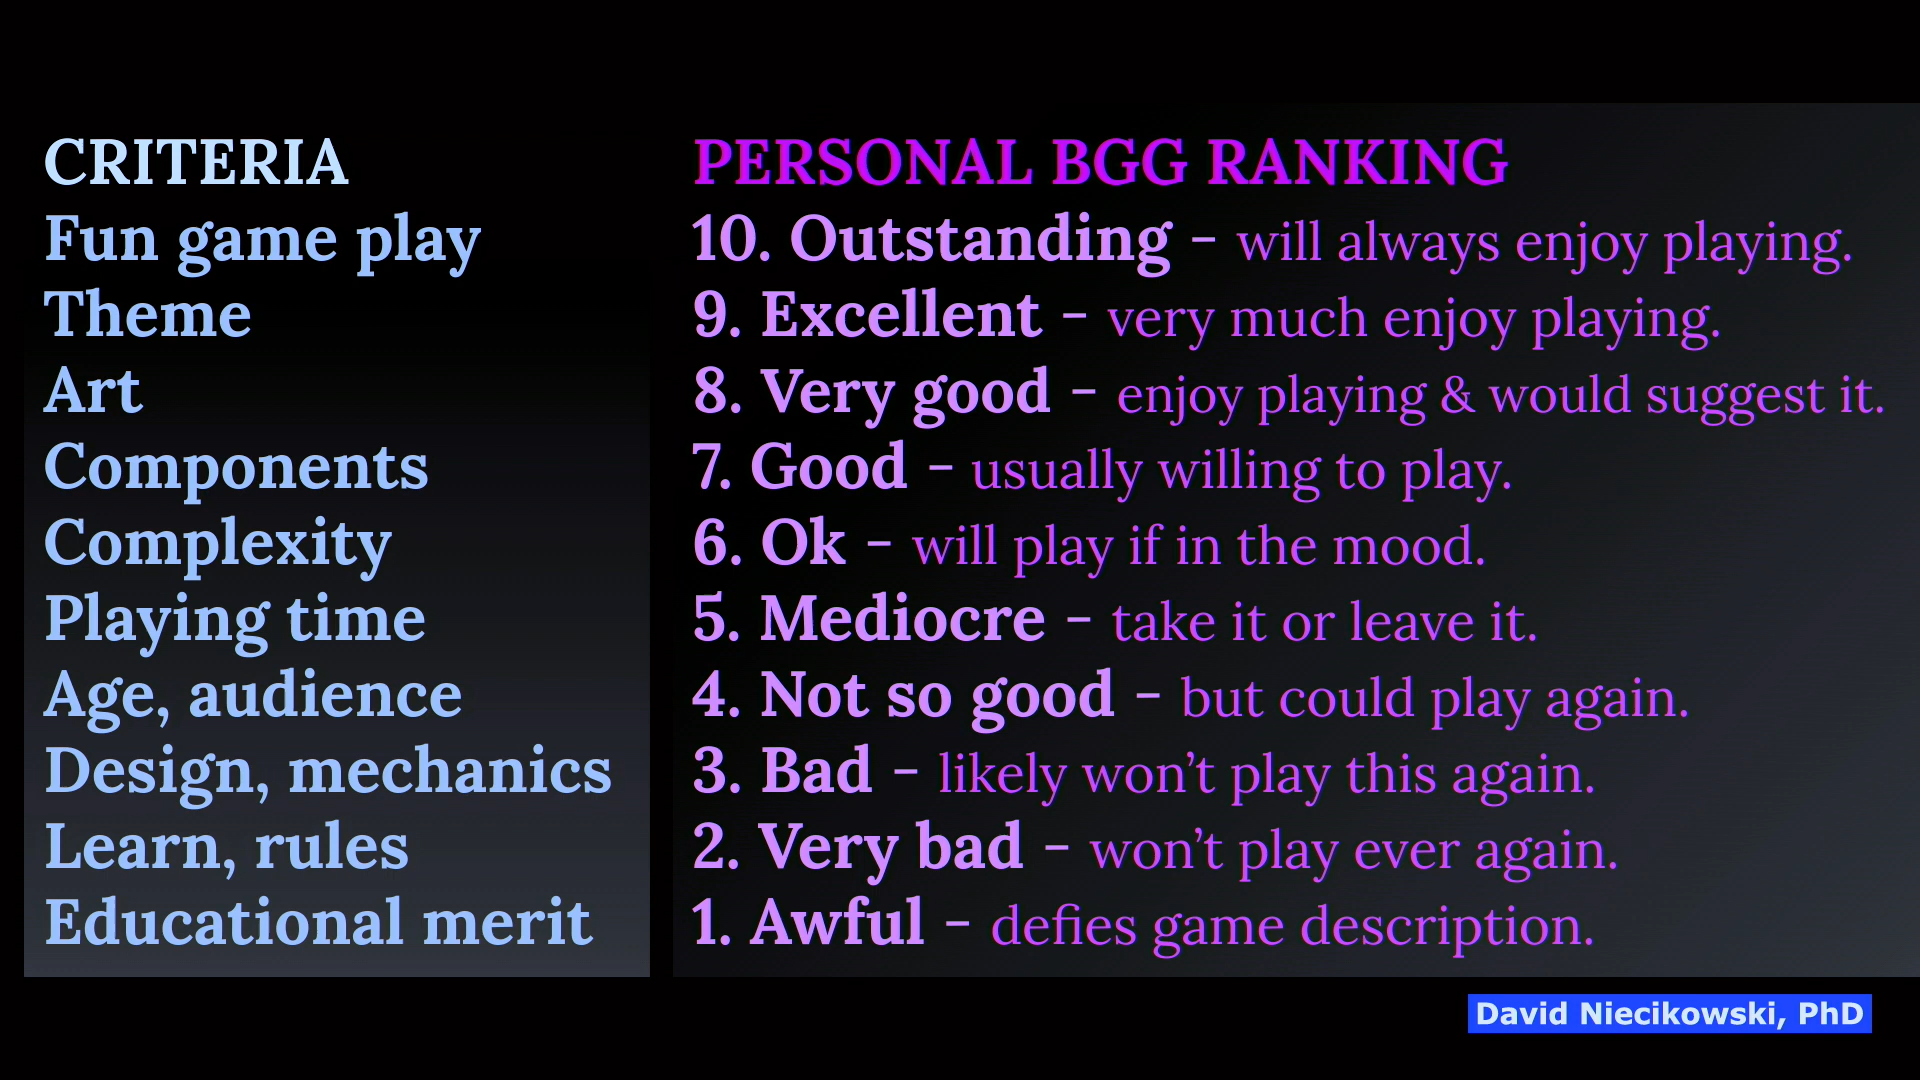 CRITERIA
Fun game play
Theme
Art
Components
Complexity
Playing time
Age, audience
Design, mechanics
Learn, rules
Educational merit
PERSONAL BGG RANKING
10. Outstanding – will always enjoy playing.
9. Excellent – very much enjoy playing.
8. Very good – enjoy playing & would suggest it.
7. Good – usually willing to play.
6. Ok – will play if in the mood.
5. Mediocre – take it or leave it.
4. Not so good – but could play again.
3. Bad – likely won’t play this again.
2. Very bad – won’t play ever again.
1. Awful – defies game description.
David Niecikowski, PhD